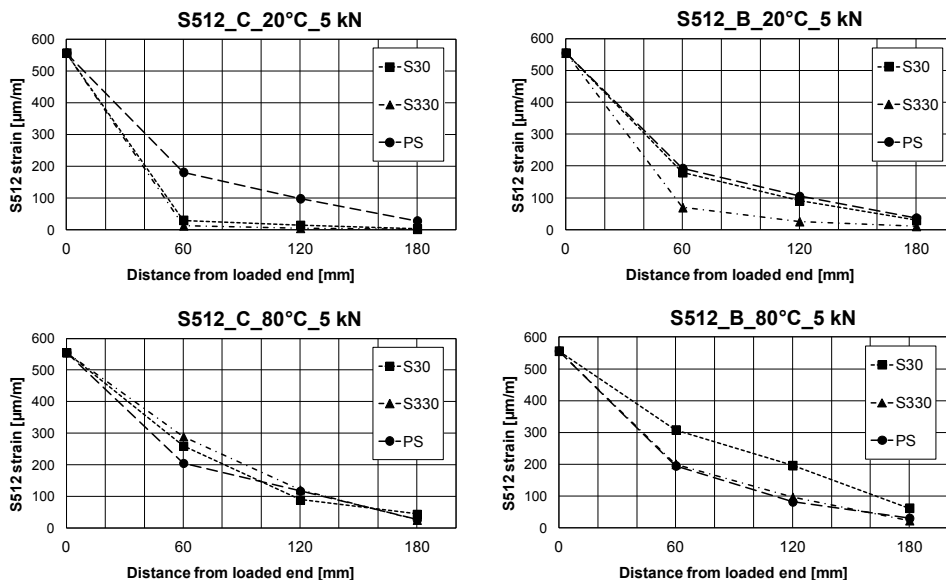 S512_C_20°C_5 kN
600
500
400
300
200
100
0
S512 strain [µm/m]
0 60 120 180
Distance from loaded end [mm]
S30
S330
PS
S512_B_20°C_5 kN
600
500
400
300
200
100
0
S512 strain [µm/m]
0 60 120 180
Distance from loaded end [mm]
S30
S330
PS
S512_C_80°C_5 kN
600
500
400
300
200
100
0
S512 strain [µm/m]
0 60 120 180
Distance from loaded end [mm]
S30
S330
PS
S512_B_80°C_5 kN
600
500
400
300
200
100
0
S512 strain [µm/m]
0 60 120 180
Distance from loaded end [mm]
S30
S330
PS